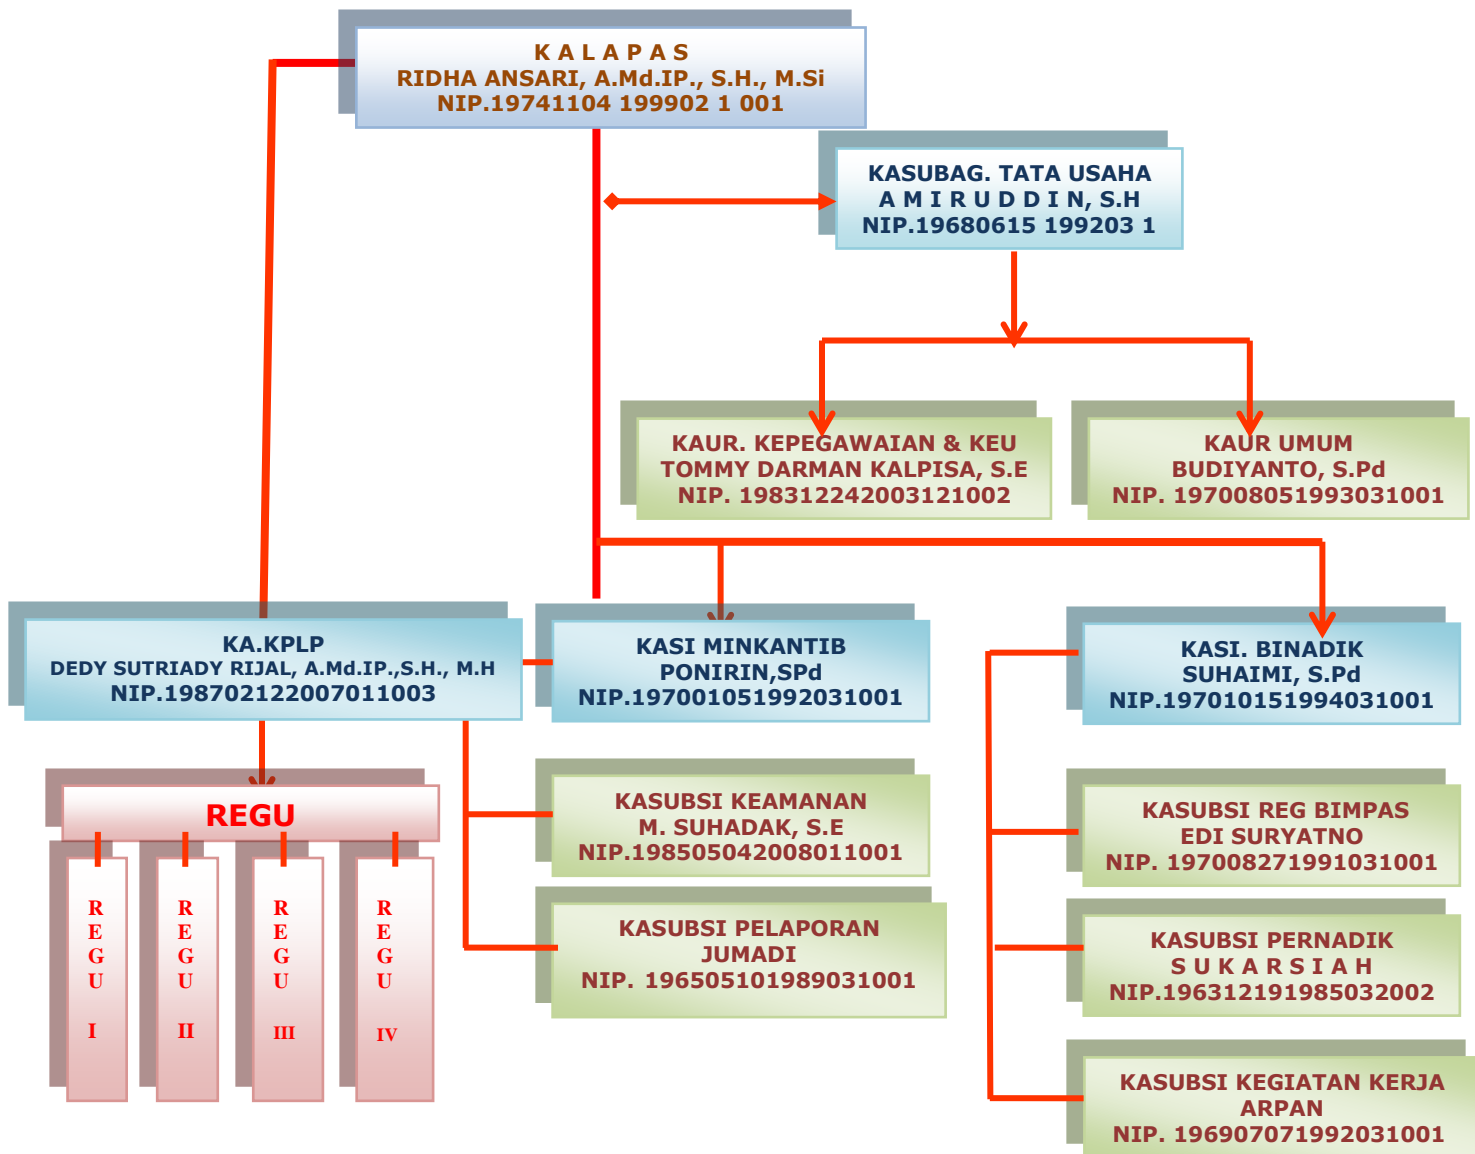 K A L A P A S
RIDHA ANSARI, A.Md.IP., S.H., M.Si
NIP.19741104 199902 1 001
KASUBAG. TATA USAHA
A M I R U D D I N, S.H
NIP.19680615 199203 1
KAUR. KEPEGAWAIAN & KEU
TOMMY DARMAN KALPISA, S.E
NIP. 198312242003121002
KAUR UMUM
BUDIYANTO, S.Pd
NIP. 197008051993031001
KA.KPLP
DEDY SUTRIADY RIJAL, A.Md.IP.,S.H., M.H
NIP.198702122007011003
KASI MINKANTIB
PONIRIN,SPd
NIP.197001051992031001
KASI. BINADIK
SUHAIMI, S.Pd
NIP.197010151994031001
REGU
REGU I
REGU II
REGU III
REGU IV
KASUBSI KEAMANAN
M. SUHADAK, S.E
NIP.198505042008011001
KASUBSI PELAPORAN
JUMADI
NIP. 196505101989031001
KASUBSI REG BIMPAS
EDI SURYATNO
NIP. 197008271991031001
KASUBSI PERNADIK
S U K A R S I A H
NIP.196312191985032002
KASUBSI KEGIATAN KERJA
ARPAN
NIP. 196907071992031001